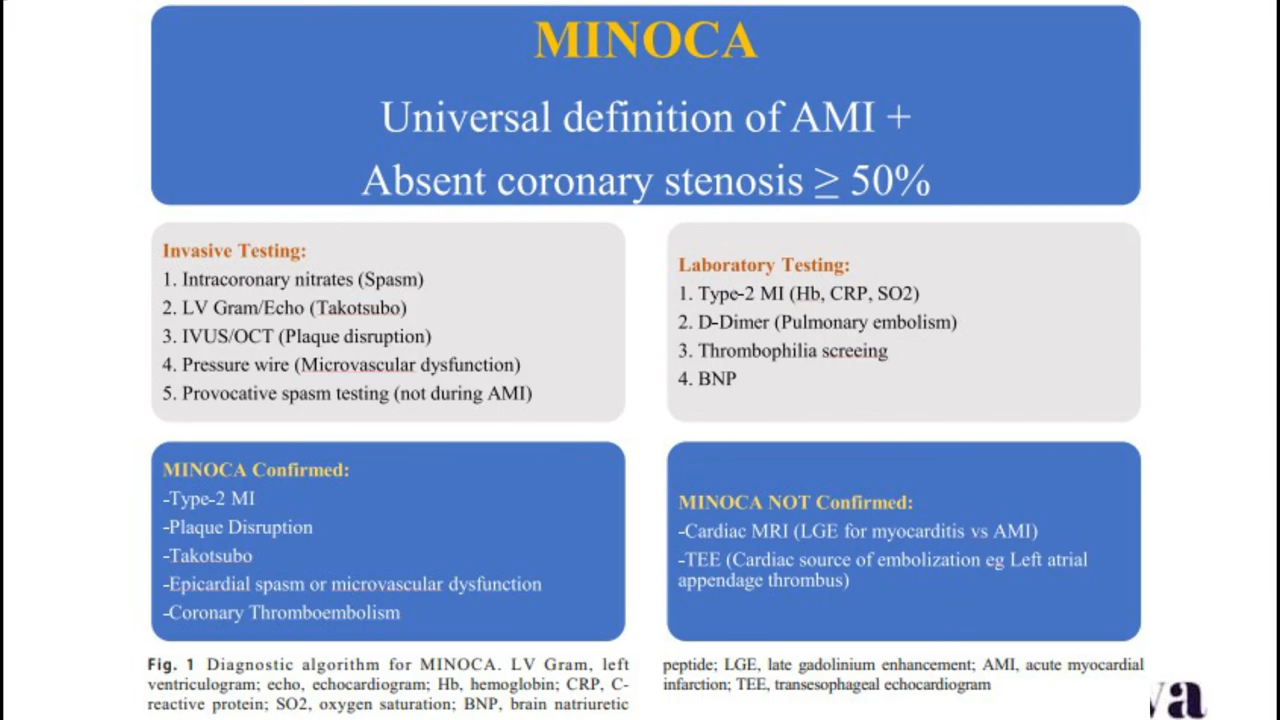 MINOCA
Universal definition of AMI +
Absent coronary stenosis ≥ 50%
Invasive Testing:
1. Intracoronary nitrates (Spasm)
2. LV Gram/Echo (Takotsubo)
3. IVUS/OCT (Plaque disruption)
4. Pressure wire (Microvascular dysfunction)
5. Provocative spasm testing (not during AMI)
Laboratory Testing:
1. Type-2 MI (Hb, CRP, SO2)
2. D-Dimer (Pulmonary embolism)
3. Thrombophilia screeing
4. BNP
MINOCA Confirmed:
-Type-2 MI
-Plaque Disruption
-Takotsubo
-Epicardial spasm or microvascular dysfunction
-Coronary Thromboembolism
MINOCA NOT Confirmed:
-Cardiac MRI (LGE for myocarditis vs AMI)
-TEE (Cardiac source of embolization eg Left atrial
appendage thrombus)
Fig. 1 Diagnostic algorithm for MINOCA. LV Gram, left
ventriculogram; echo, echocardiogram; Hb, hemoglobin; CRP, C-
reactive protein; SO2, oxygen saturation; BNP, brain natriuretic
peptide; LGE, late gadolinium enhancement; AMI, acute myocardial
infarction; TEE, transesophageal echocardiogram